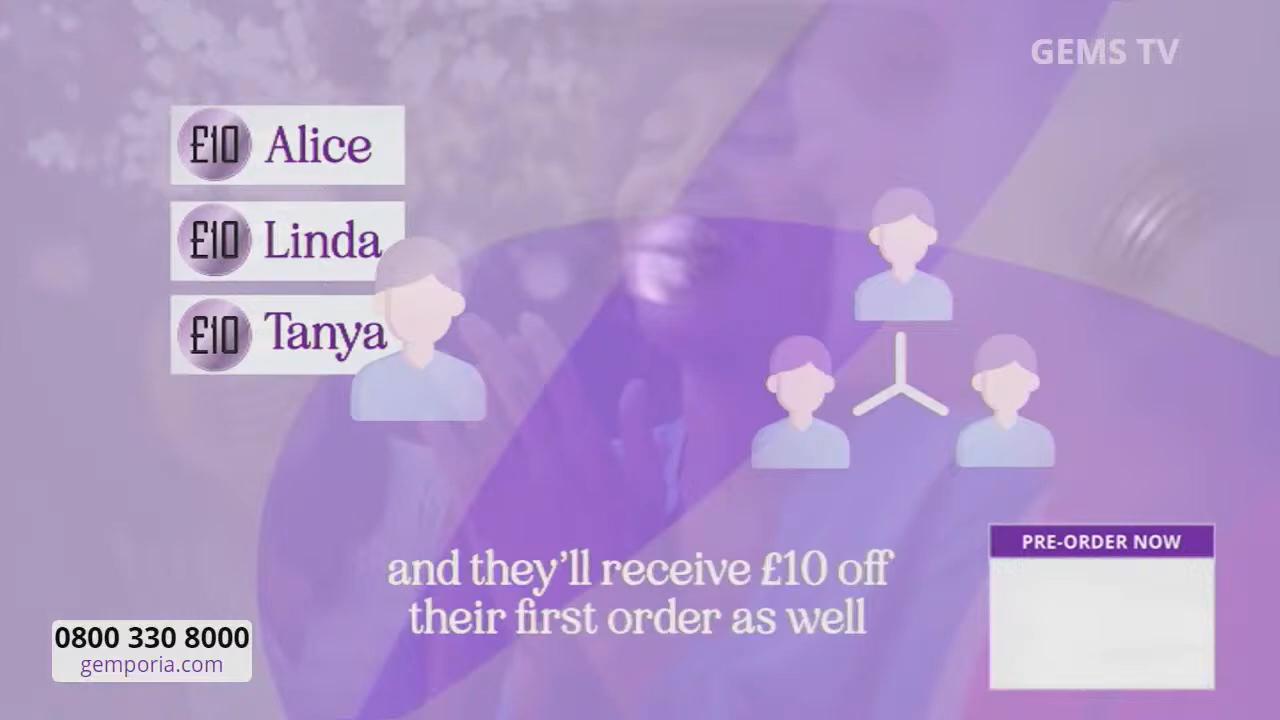 GEMS TV
£10 Alice
£10 Linda
£10 Tanya
and they'll receive £10 off
their first order as well
PRE-ORDER NOW
0800 330 8000
gemporia.com